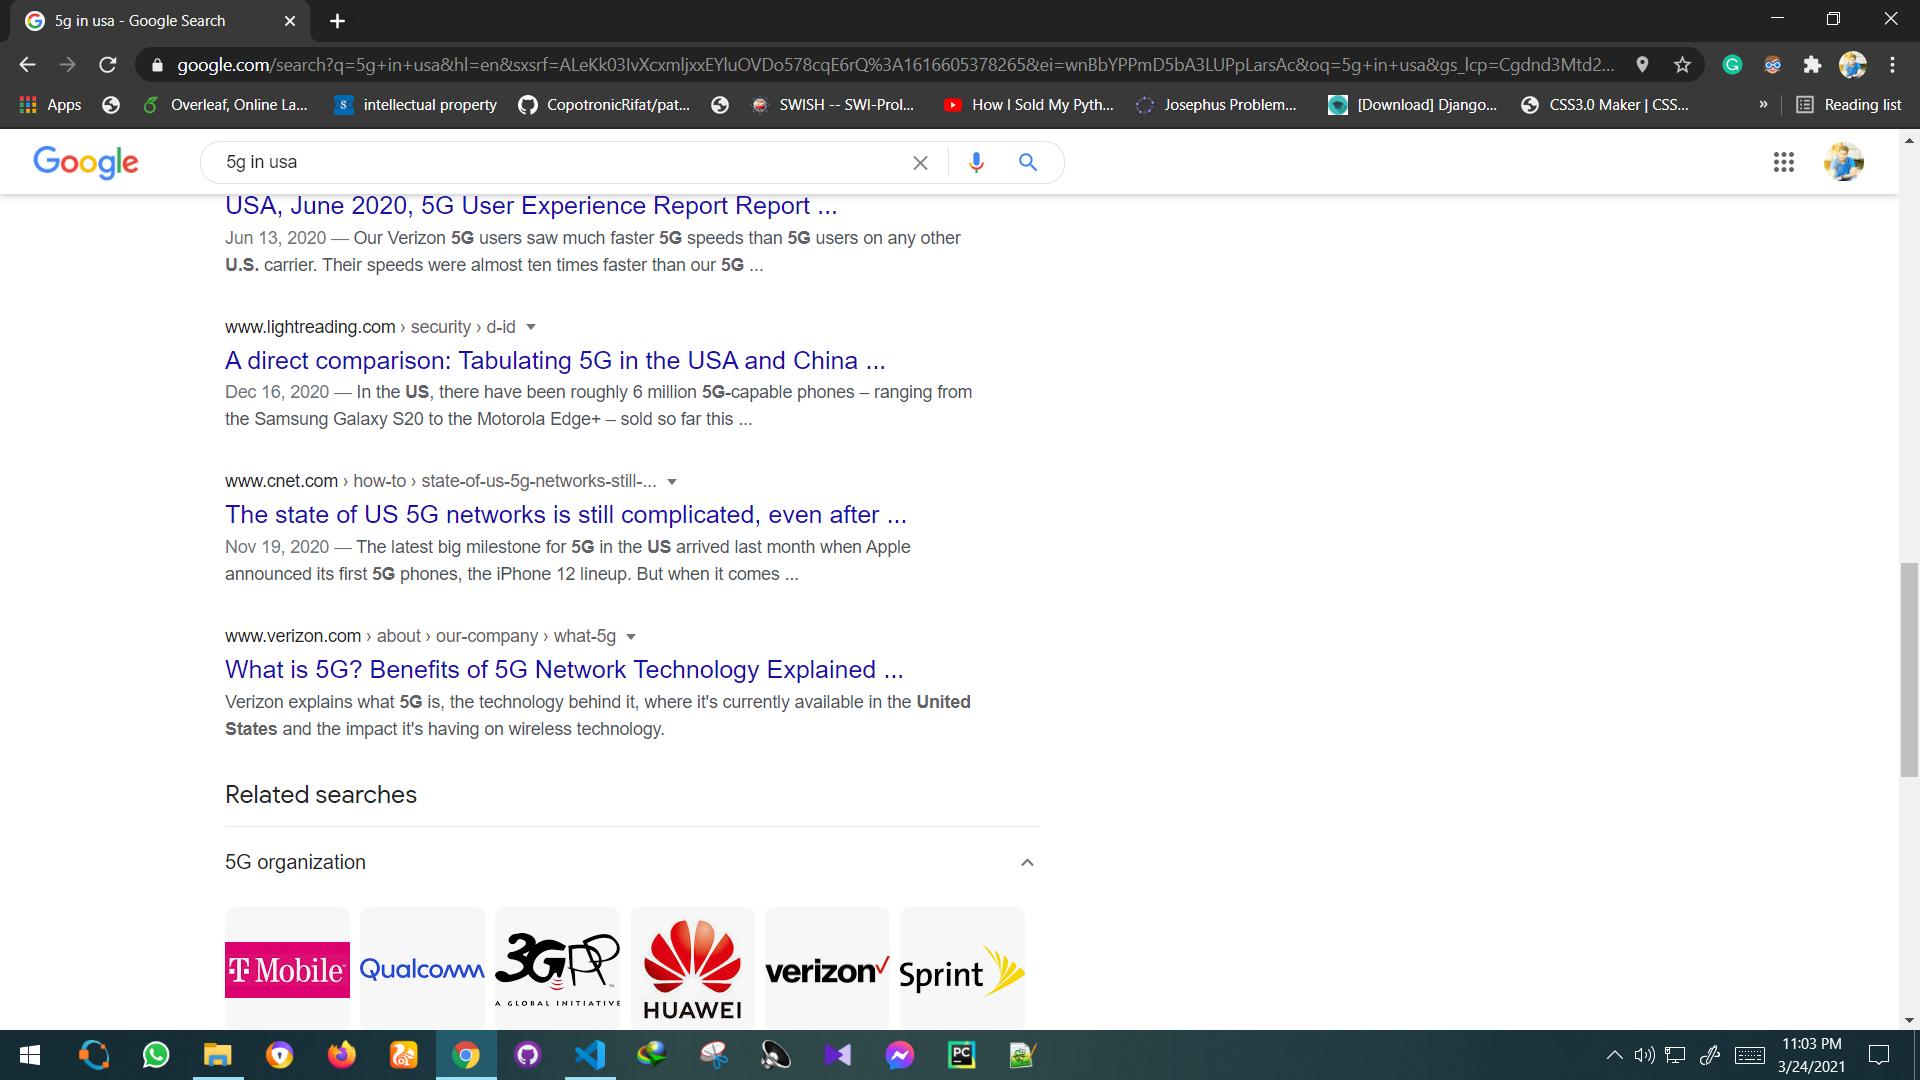 5g in usa - Google Search
google.com/search?q=5g+in+usa&hl=en&sxsrf=ALeKk03IvXcxmljxxEYluOVDo578cqE6rQ%3A1616605378265&ei=wnBbYPPmD5bA3LUPpLarsAc&oq=5g+in+usa&gs_lcp=Cgdnd3Mtd2...
Apps Overleaf, Online La... intellectual property CopotronicRifat/pat... SWISH -- SWI-Prol... How I Sold My Pyth... Josephus Problem... [Download] Django... CSS3.0 Maker | CSS... » Reading list
Google 5g in usa
USA, June 2020, 5G User Experience Report Report ...
Jun 13, 2020 — Our Verizon 5G users saw much faster 5G speeds than 5G users on any other
U.S. carrier. Their speeds were almost ten times faster than our 5G ...
www.lightreading.com › security › d-id
A direct comparison: Tabulating 5G in the USA and China ...
Dec 16, 2020 — In the US, there have been roughly 6 million 5G-capable phones – ranging from
the Samsung Galaxy S20 to the Motorola Edge+ – sold so far this ...
www.cnet.com › how-to › state-of-us-5g-networks-still-...
The state of US 5G networks is still complicated, even after ...
Nov 19, 2020 — The latest big milestone for 5G in the US arrived last month when Apple
announced its first 5G phones, the iPhone 12 lineup. But when it comes ...
www.verizon.com › about › our-company › what-5g
What is 5G? Benefits of 5G Network Technology Explained ...
Verizon explains what 5G is, the technology behind it, where it's currently available in the United
States and the impact it's having on wireless technology.
Related searches
5G organization
T Mobile Qualcomm 3GPP A GLOBAL INITIATIVE HUAWEI verizon Sprint
11:03 PM
3/24/2021